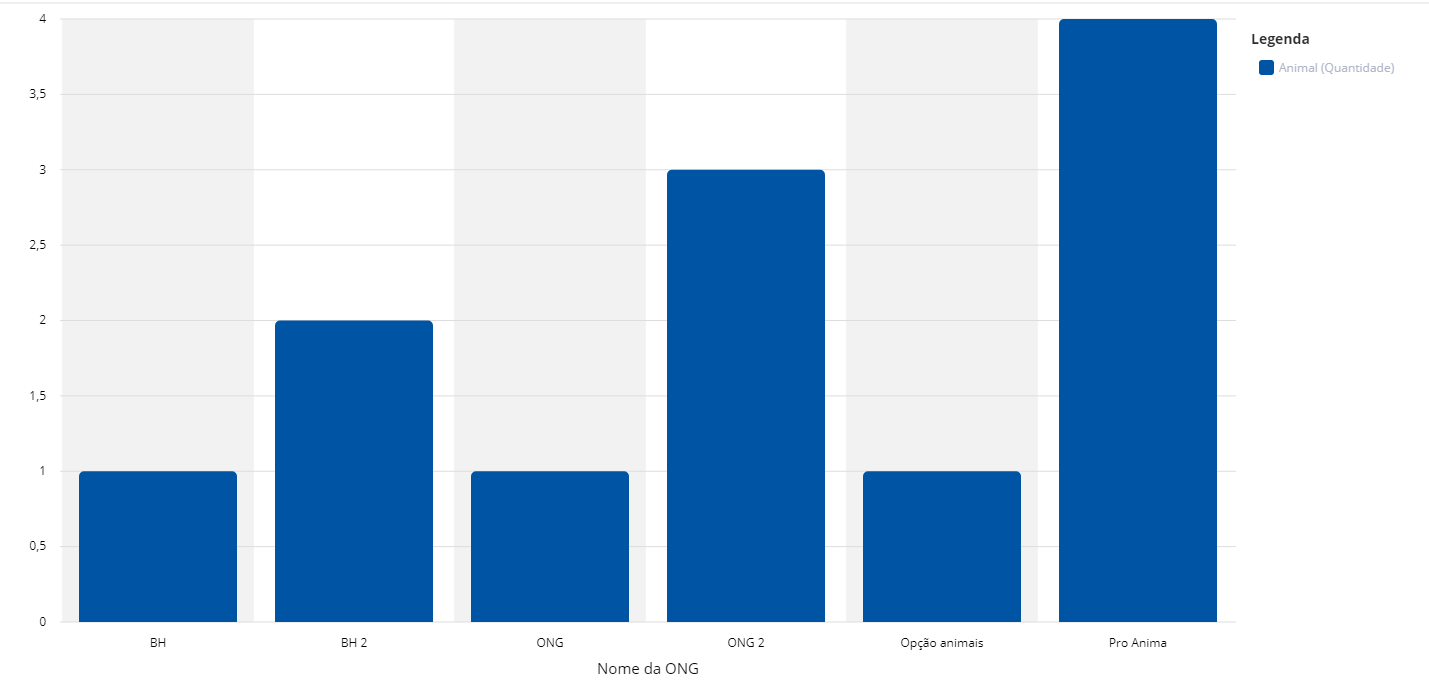 4
3,5
3
2,5
2
1,5
1
0,5
0
BH BH 2 ONG ONG 2 Opção animais Pro Anima
Nome da ONG
Legenda
Animal (Quantidade)